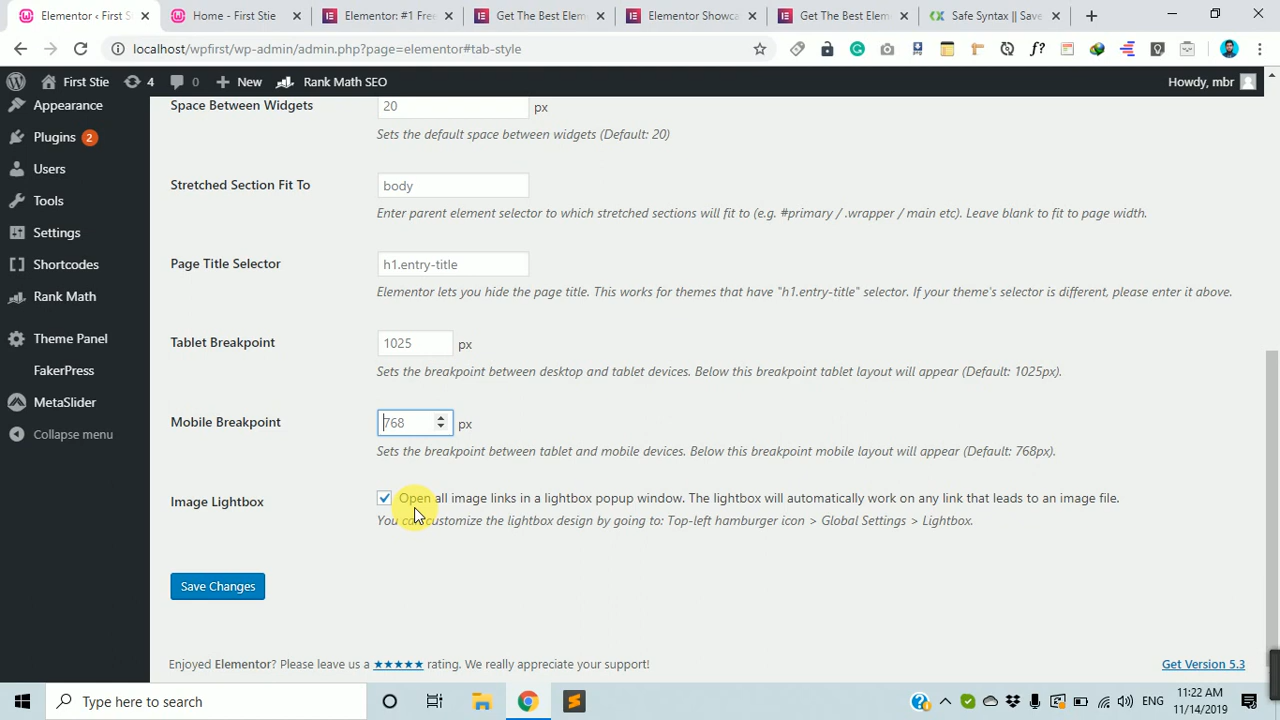 Elementor ‹ First S
Home - First Stie
Elementor: #1 Fre
Get The Best Elem
Elementor Showca
Get The Best Elem
Safe Syntax || Save
localhost/wpfirst/wp-admin/admin.php?page=elementor#tab-style
First Stie 4 0 New Rank Math SEO Howdy, mbr
Appearance
Plugins 2
Users
Tools
Settings
Shortcodes
Rank Math
Theme Panel
FakerPress
MetaSlider
Collapse menu
Space Between Widgets 20 px
Sets the default space between widgets (Default: 20)
Stretched Section Fit To body
Enter parent element selector to which stretched sections will fit to (e.g. #primary / .wrapper / main etc). Leave blank to fit to page width.
Page Title Selector h1.entry-title
Elementor lets you hide the page title. This works for themes that have "h1.entry-title" selector. If your theme's selector is different, please enter it above.
Tablet Breakpoint 1025 px
Sets the breakpoint between desktop and tablet devices. Below this breakpoint tablet layout will appear (Default: 1025px).
Mobile Breakpoint 768 px
Sets the breakpoint between tablet and mobile devices. Below this breakpoint mobile layout will appear (Default: 768px).
Image Lightbox Open all image links in a lightbox popup window. The lightbox will automatically work on any link that leads to an image file.
You can customize the lightbox design by going to: Top-left hamburger icon > Global Settings > Lightbox.
Save Changes
Enjoyed Elementor? Please leave us a ★★★★★ rating. We really appreciate your support! Get Version 5.3
Type here to search
ENG
11:22 AM
11/14/2019